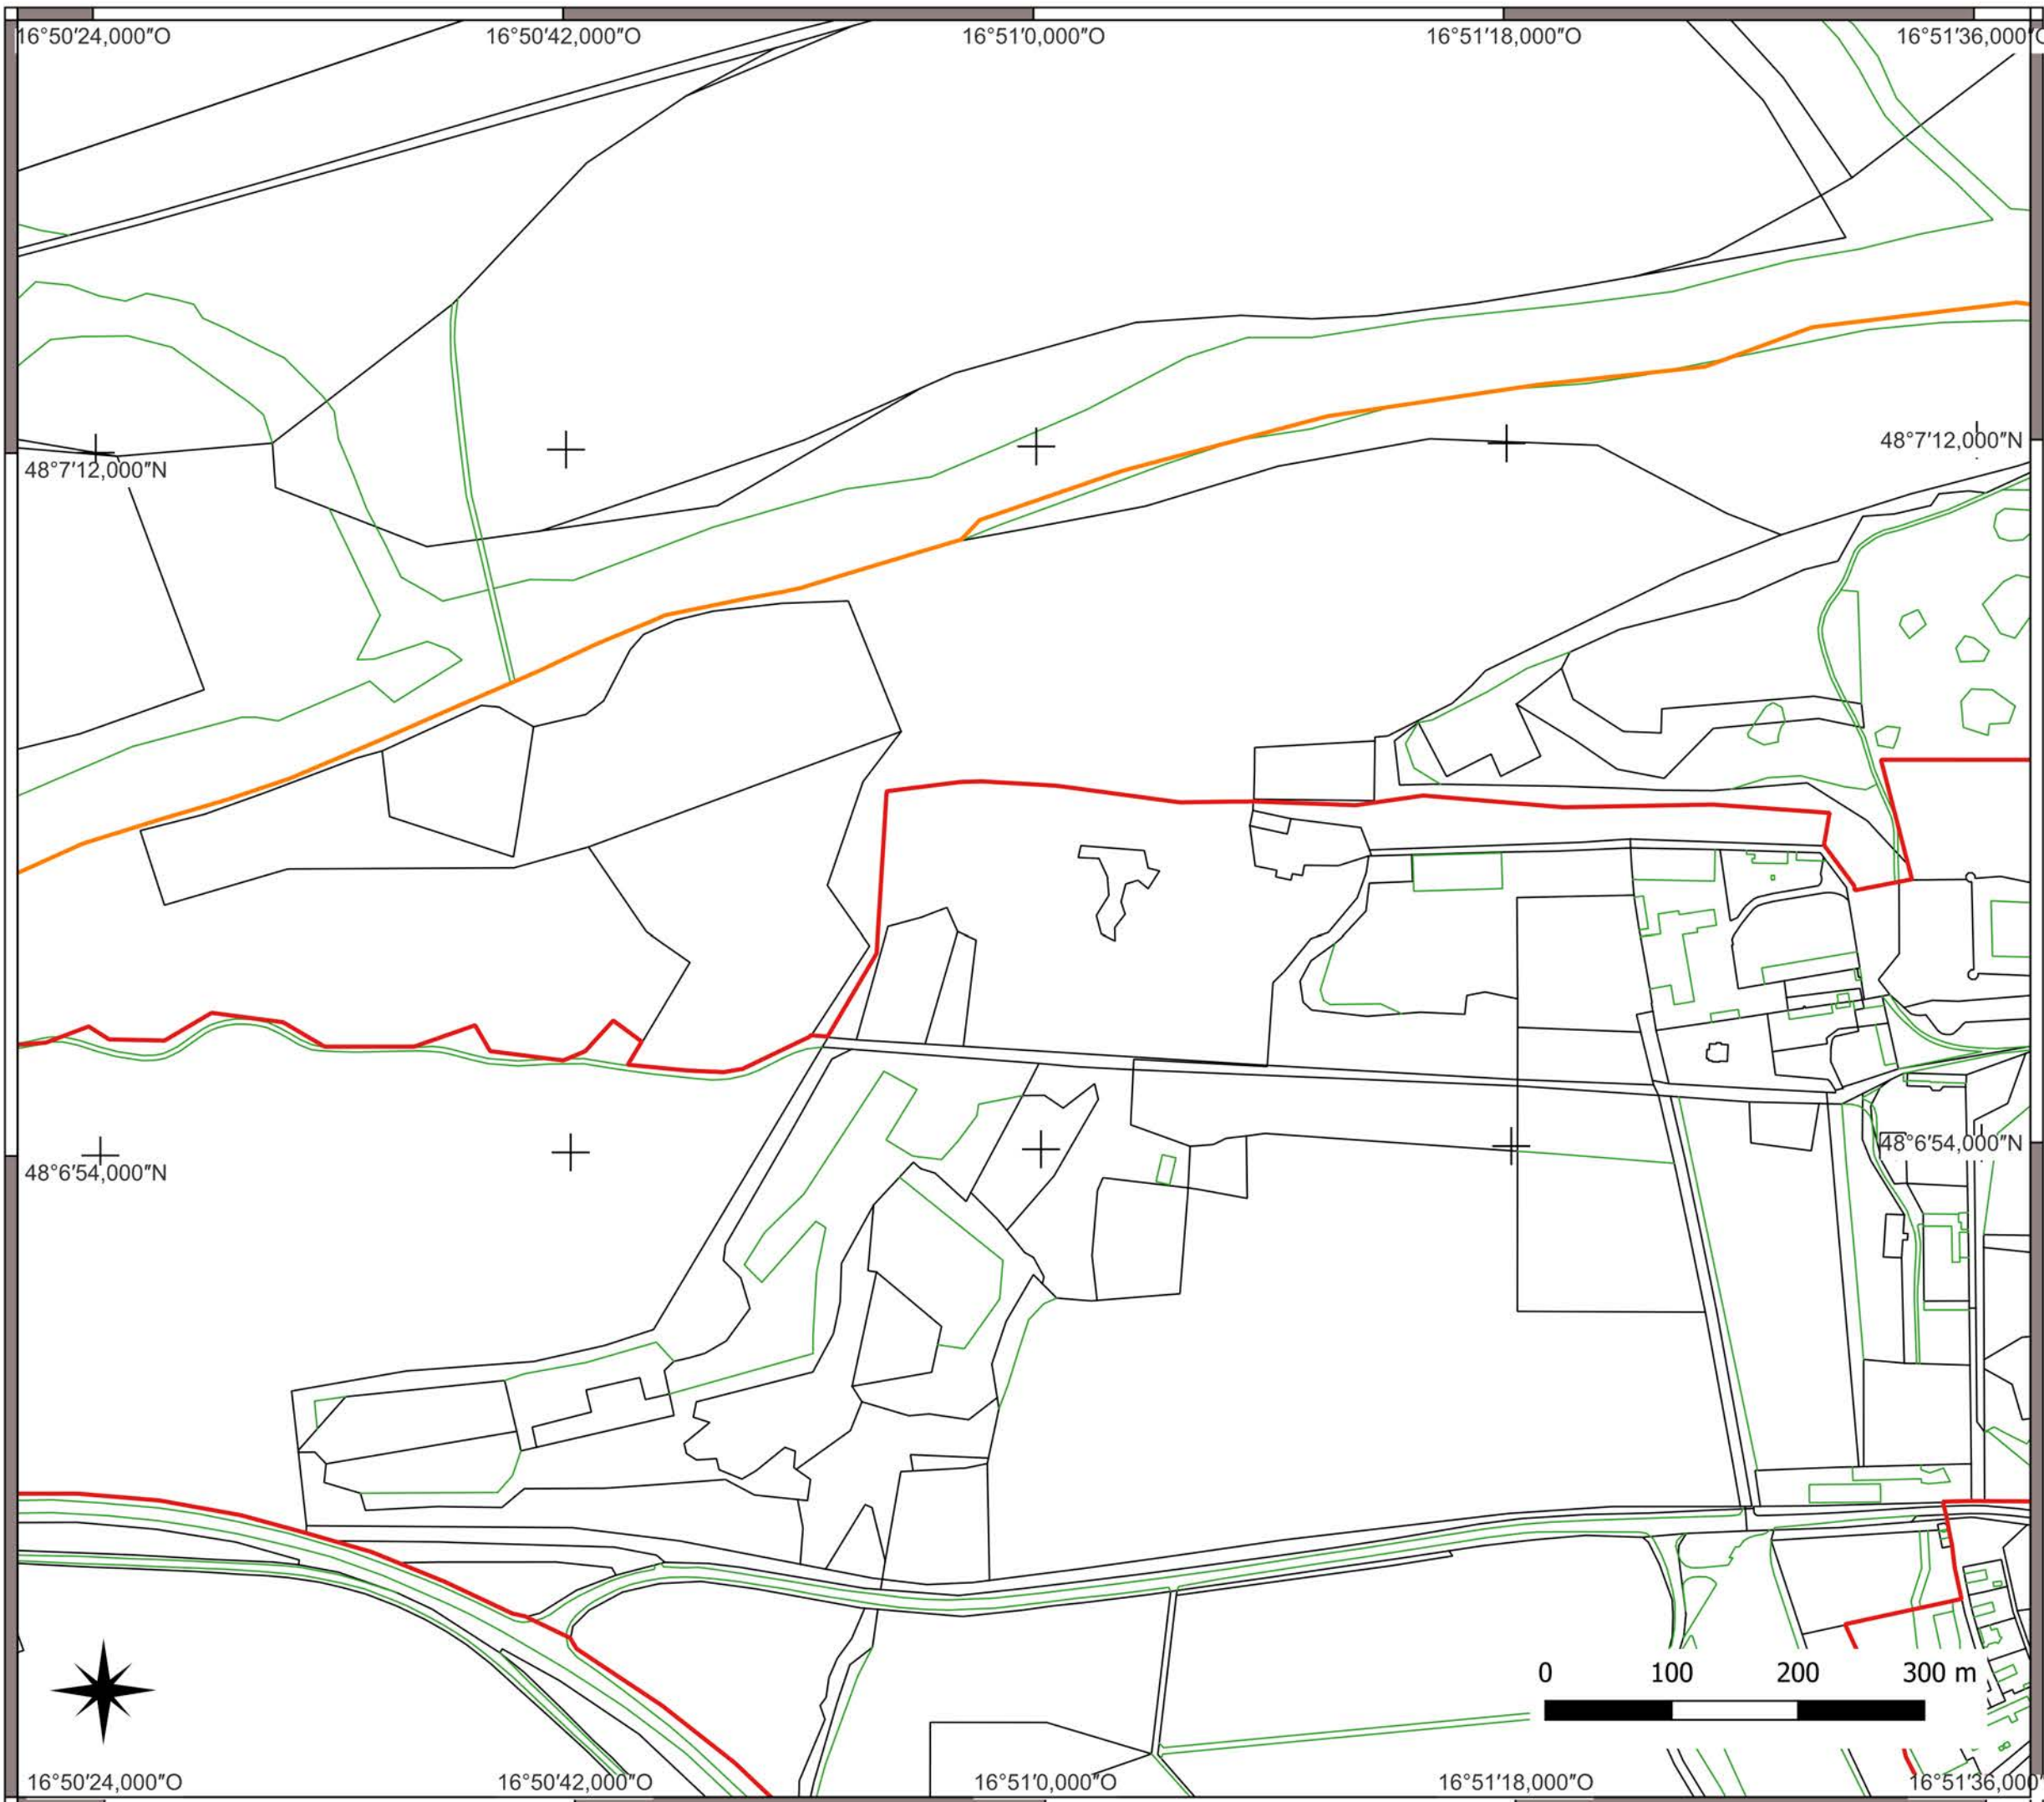 16°50′24,000″O 16°50′42,000″O 16°51′0,000″O 16°51′18,000″O 16°51′36,000″O
48°7′12,000″N
48°7′12,000″N
48°6′54,000″N
48°6′54,000″N
0 100 200 300 m
16°50′24,000″O 16°50′42,000″O 16°51′0,000″O 16°51′18,000″O 16°51′36,000″